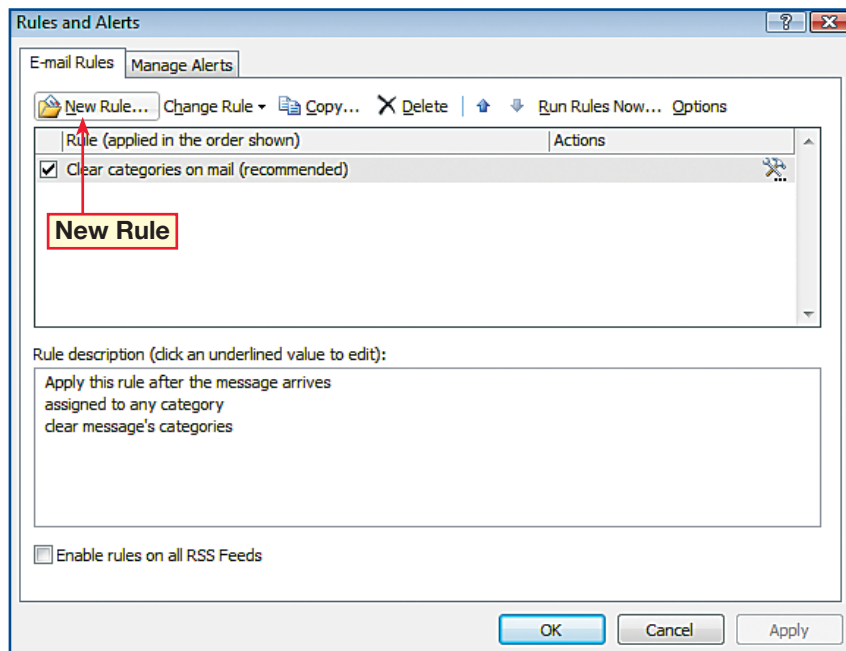 Rules and Alerts
E-mail Rules Manage Alerts
New Rule... Change Rule Copy... Delete Run Rules Now... Options
Rule (applied in the order shown) Actions
Clear categories on mail (recommended)
New Rule
Rule description (click an underlined value to edit):
Apply this rule after the message arrives
assigned to any category
clear message's categories
Enable rules on all RSS Feeds
OK Cancel Apply